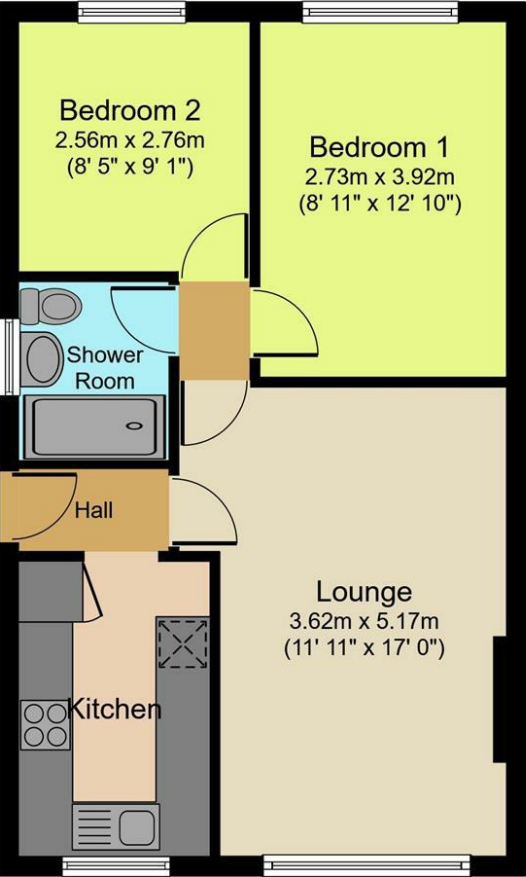 Bedroom 2
2.56m x 2.76m
(8' 5" x 9' 1")
Bedroom 1
2.73m x 3.92m
(8' 11" x 12' 10")
Shower
Room
Hall
Lounge
3.62m x 5.17m
(11' 11" x 17' 0")
Kitchen